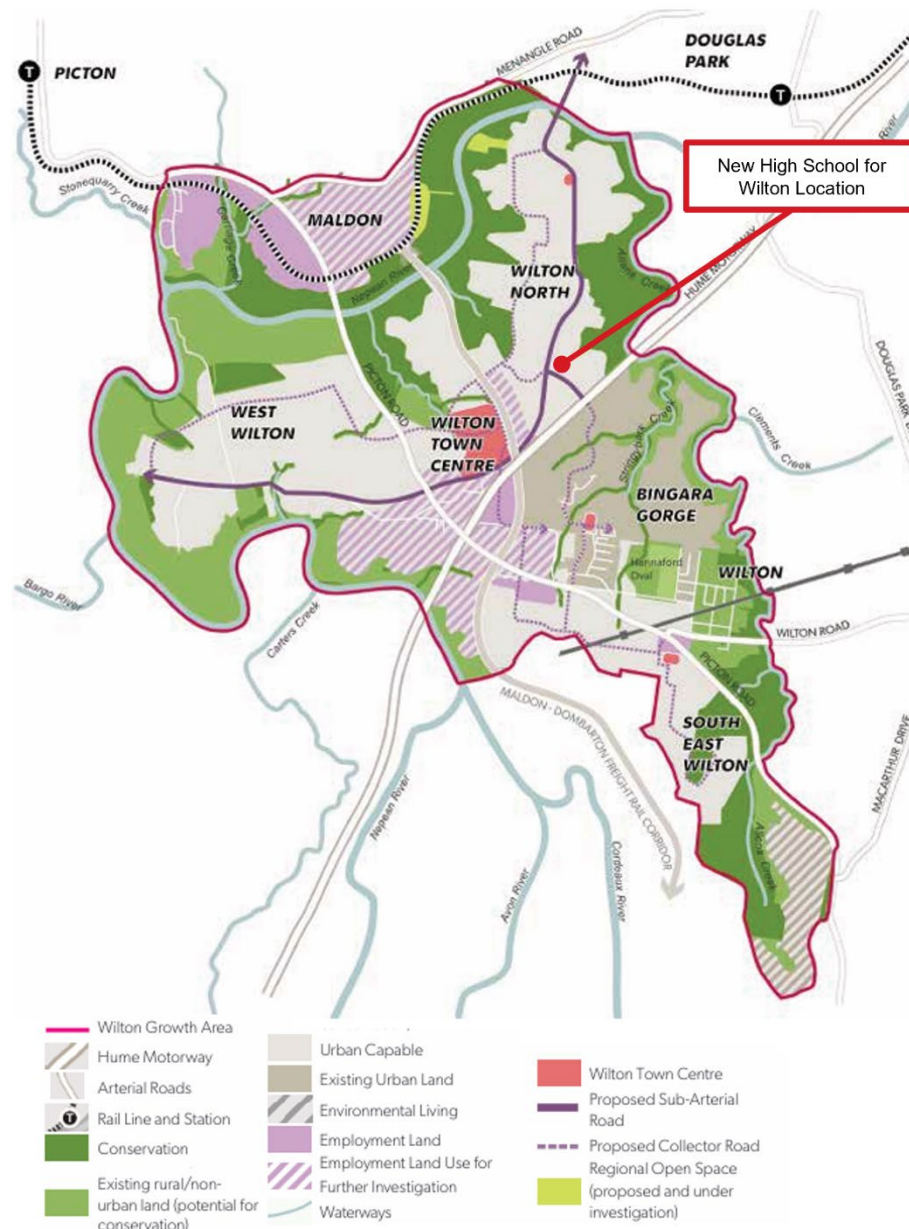 PICTON
DOUGLAS
PARK
MENANGLE ROAD
New High School for
Wilton Location
Stonequarry Creek
Carriage Creek
MALDON
River
HUME MOTORWAY
WILTON
NORTH
Allens Creek
Nepean River
DOUGLAS PARK
PICTON ROAD
WEST
WILTON
WILTON
TOWN
CENTRE
Clements Creek
Stringybark Creek
BINGARA
GORGE
Hannaford
Oval
WILTON
Bargo River
Carters Creek
WILTON ROAD
PICTON ROAD
MALDON - DOMBARTON FREIGHT RAIL CORRIDOR
SOUTH
EAST
WILTON
MACARTHUR DRIVE
Nepean River
Avon River
Cordeaux River
Allens Creek
Wilton Growth Area
Hume Motorway
Arterial Roads
T Rail Line and Station
Conservation
Existing rural/non-
urban land (potential for
conservation)
Urban Capable
Existing Urban Land
Environmental Living
Employment Land
Employment Land Use for
Further Investigation
Waterways
Wilton Town Centre
Proposed Sub-Arterial
Road
Proposed Collector Road
Regional Open Space
(proposed and under
investigation)